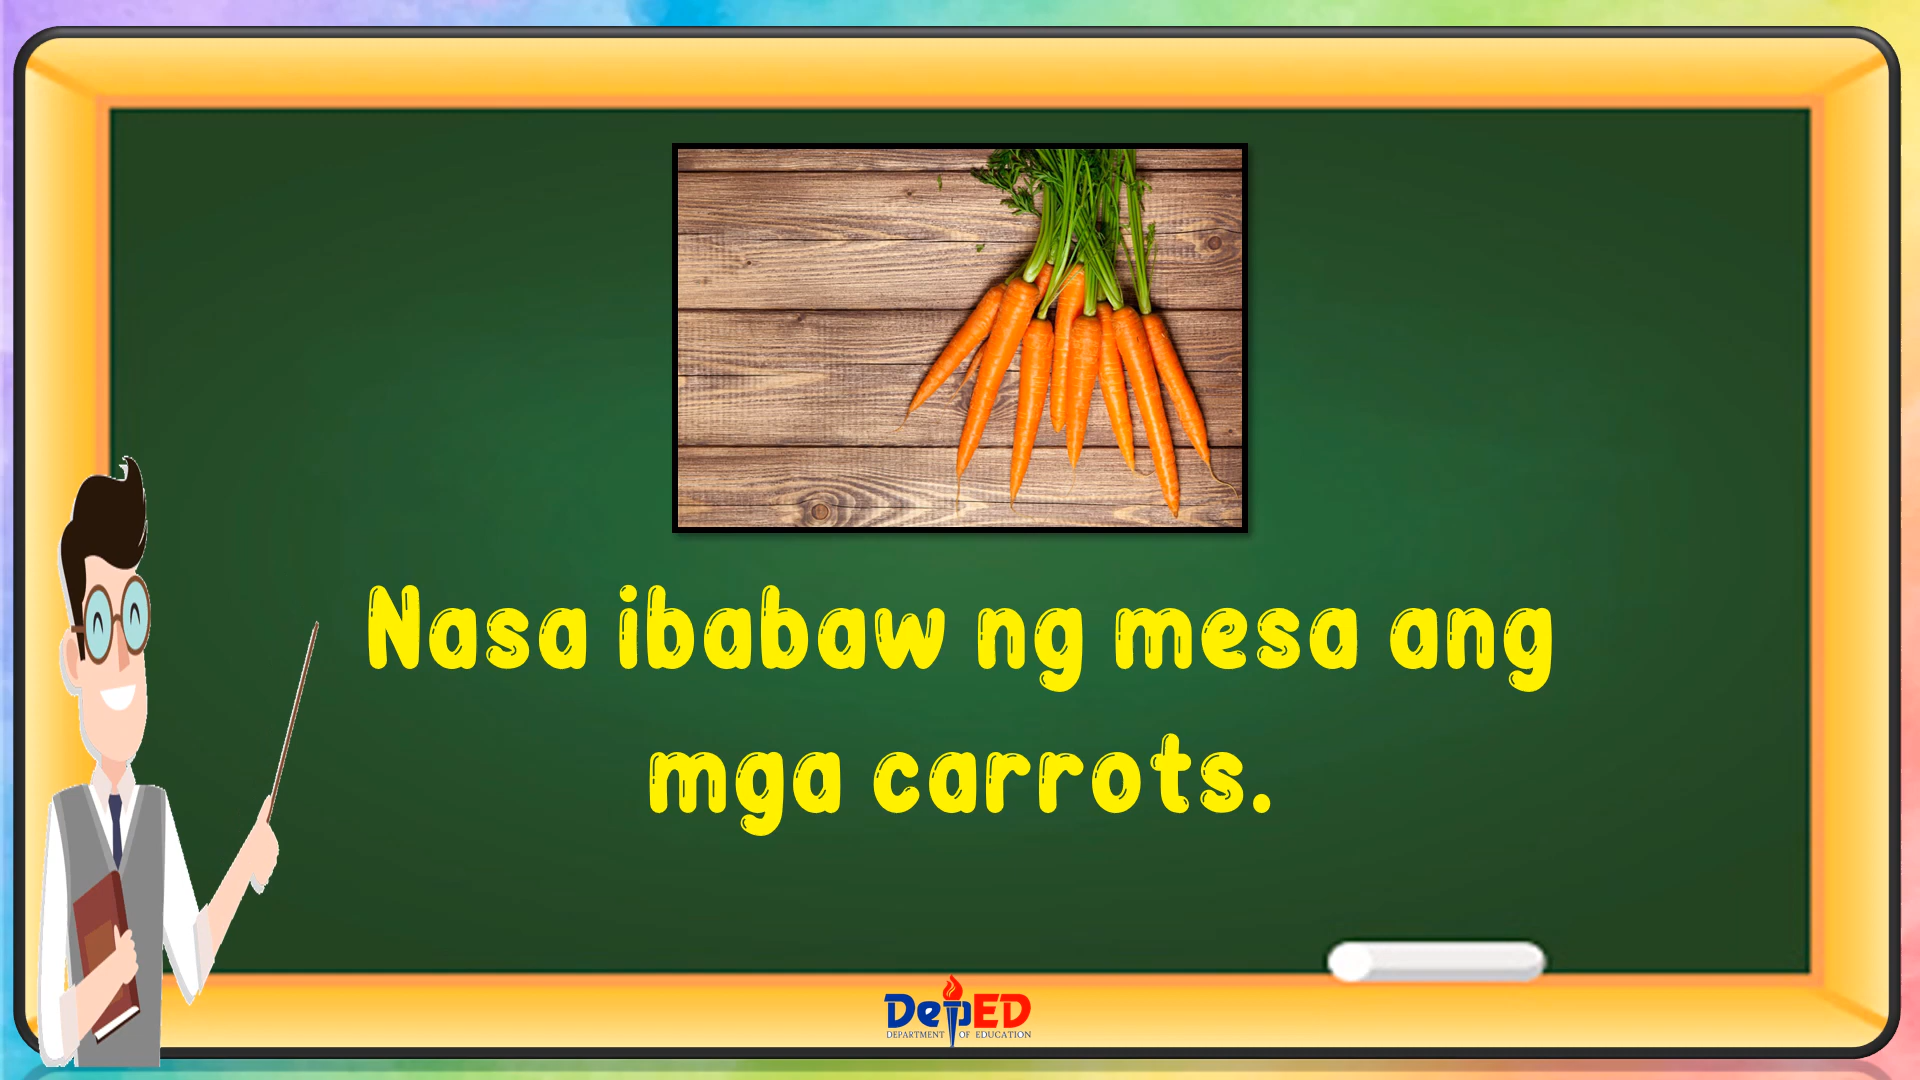 Nasa ibabaw ng mesa ang
mga carrots.
DepED
DEPARTMENT OF EDUCATION